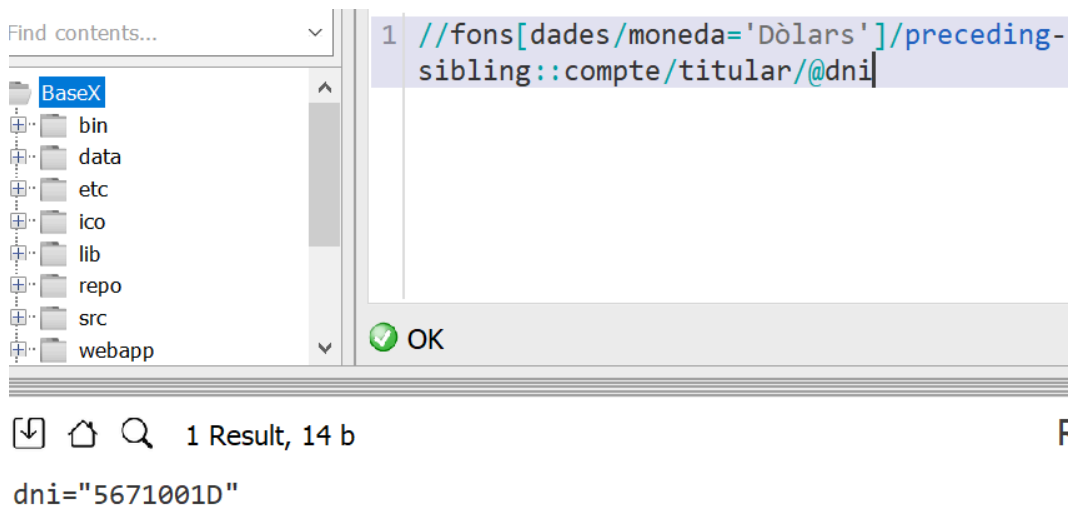 Find contents...
BaseX
bin
data
etc
ico
lib
repo
src
webapp
1 //fons[dades/moneda='Dòlars']/preceding-
sibling::compte/titular/@dni
OK
1 Result, 14 b
dni="5671001D"